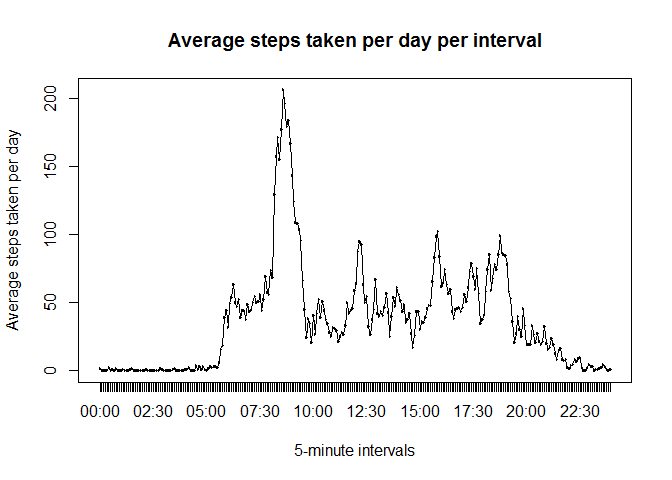 Average steps taken per day per interval
Average steps taken per day
200
150
100
50
0
00:00 02:30 05:00 07:30 10:00 12:30 15:00 17:30 20:00 22:30
5-minute intervals